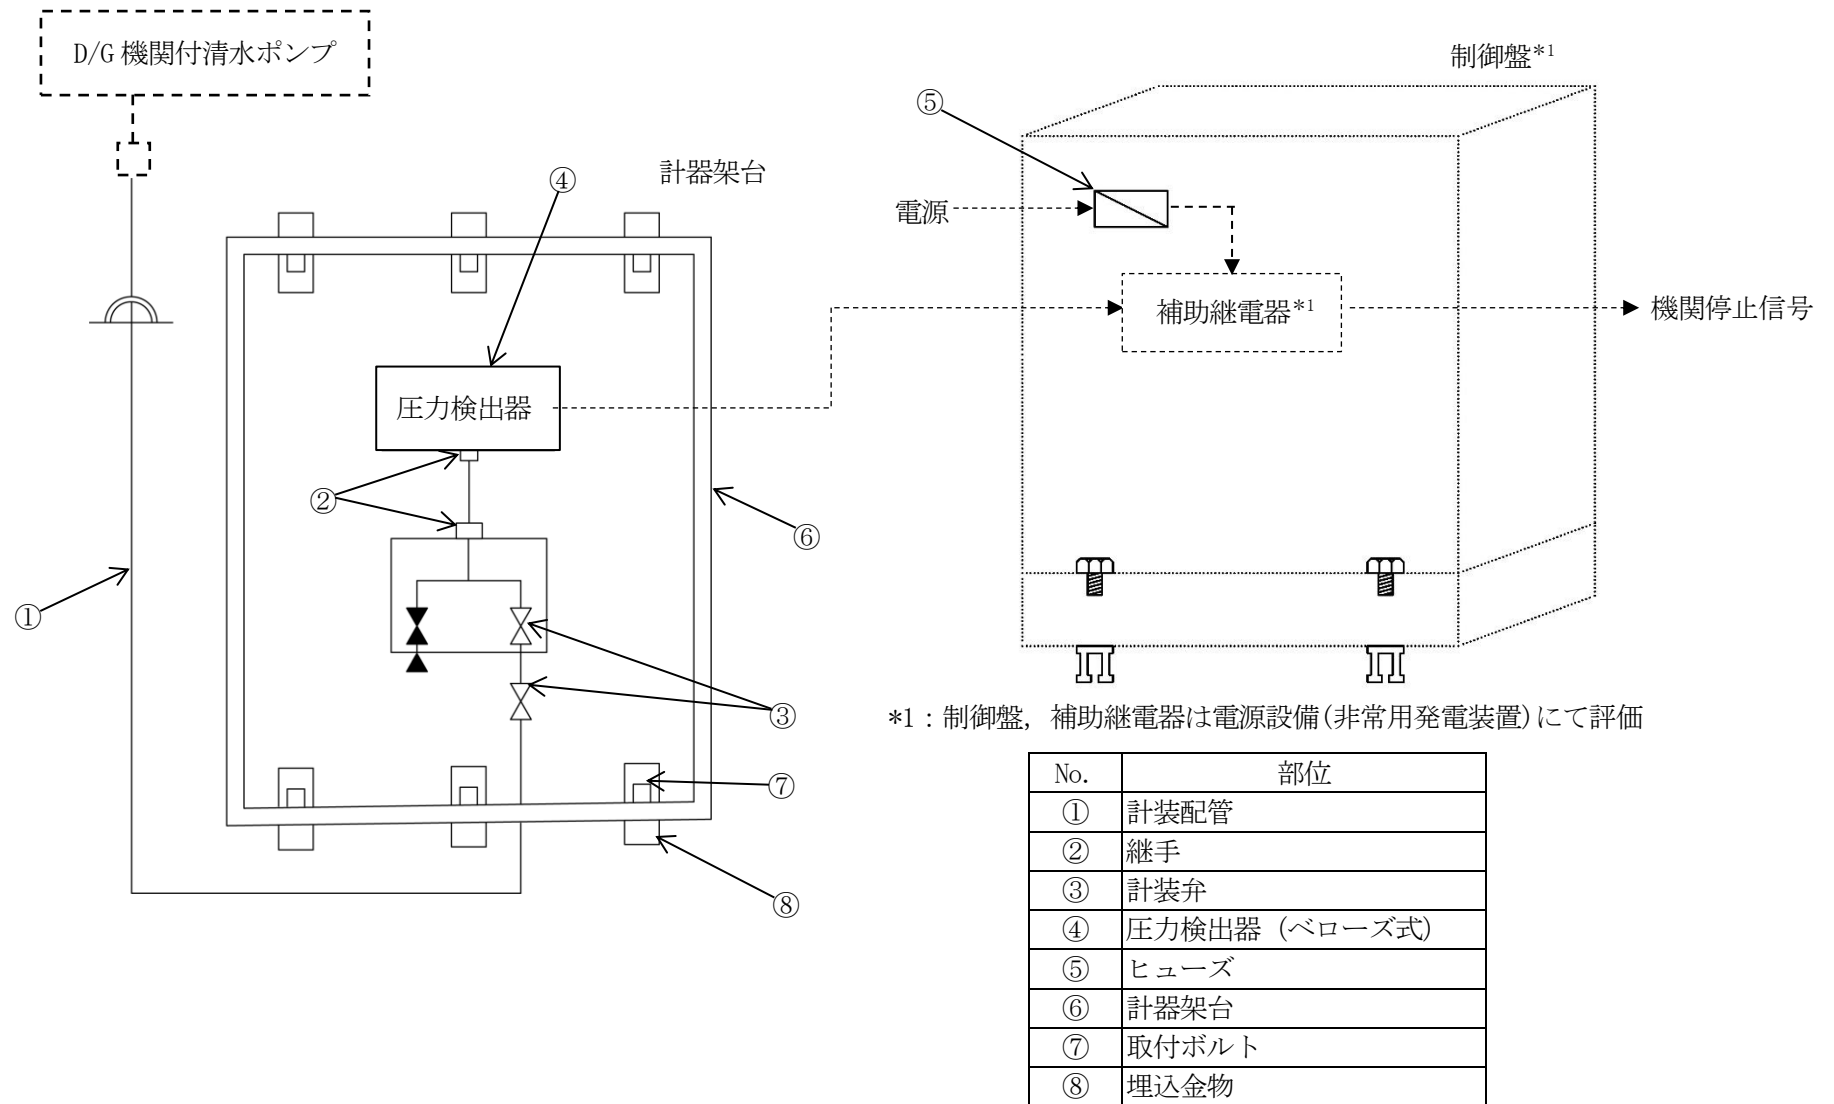 D/G 機関付清水ポンプ
制御盤*1
⑤
計器架台
④
電源
補助継電器*1
機関停止信号
圧力検出器
②
⑥
①
③
*1：制御盤，補助継電器は電源設備(非常用発電装置)にて評価
⑦
⑧
No. 部位
① 計装配管
② 継手
③ 計装弁
④ 圧力検出器（ベローズ式）
⑤ ヒューズ
⑥ 計器架台
⑦ 取付ボルト
⑧ 埋込金物